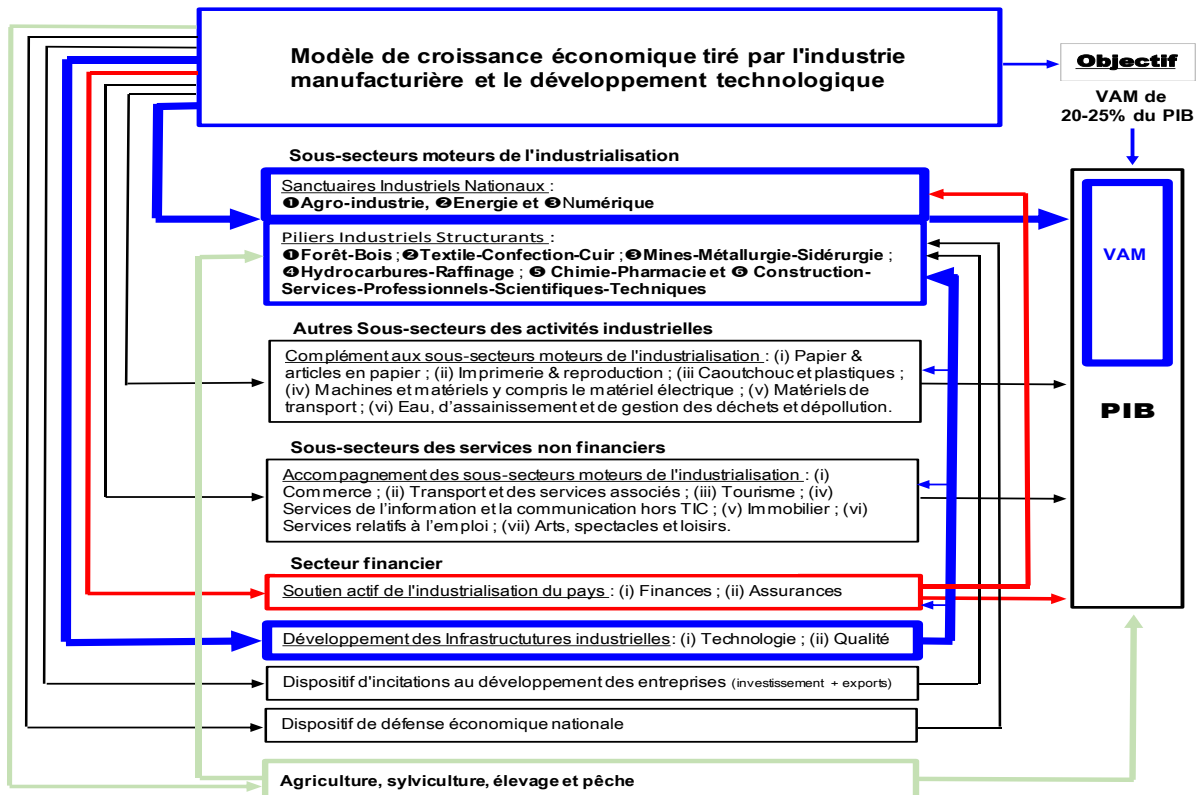 Modèle de croissance économique tiré par l'industrie
manufacturière et le développement technologique
Objectif
VAM de
20-25% du PIB
Sous-secteurs moteurs de l'industrialisation
Sanctuaires Industriels Nationaux :
❶Agro-industrie, ❷Energie et ❸Numérique
Piliers Industriels Structurants :
❶Forêt-Bois ; ❷Textile-Confection-Cuir ; ❸Mines-Métallurgie-Sidérurgie ;
❹Hydrocarbures-Raffinage ; ❺ Chimie-Pharmacie et ❻ Construction-
Services-Professionnels-Scientifiques-Techniques
VAM
PIB
Autres Sous-secteurs des activités industrielles
Complément aux sous-secteurs moteurs de l'industrialisation : (i) Papier &
articles en papier ; (ii) Imprimerie & reproduction ; (iii Caoutchouc et plastiques ;
(iv) Machines et matériels y compris le matériel électrique ; (v) Matériels de
transport ; (vi) Eau, d'assainissement et de gestion des déchets et dépollution.
Sous-secteurs des services non financiers
Accompagnement des sous-secteurs moteurs de l'industrialisation : (i)
Commerce ; (ii) Transport et des services associés ; (iii) Tourisme ; (iv)
Services de l'information et la communication hors TIC ; (v) Immobilier ; (vi)
Services relatifs à l'emploi ; (vii) Arts, spectacles et loisirs.
Secteur financier
Soutien actif de l'industrialisation du pays : (i) Finances ; (ii) Assurances
Développement des Infrastructutures industrielles: (i) Technologie ; (ii) Qualité
Dispositif d'incitations au développement des entreprises (investissement + exports)
Dispositif de défense économique nationale
Agriculture, sylviculture, élevage et pêche